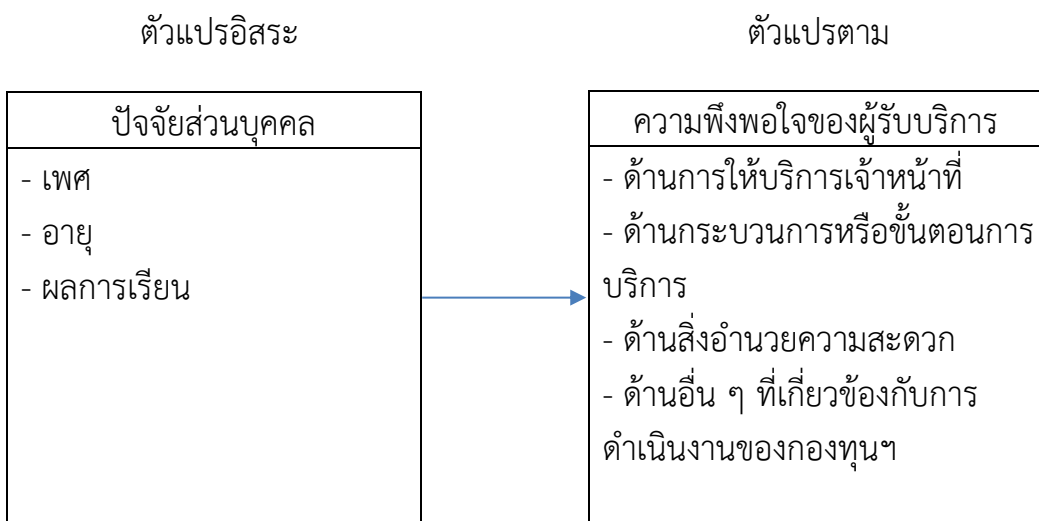 ตัวแปรอิสระ
ตัวแปรตาม
ปัจจัยส่วนบุคคล
- เพศ
- อายุ
- ผลการเรียน
ความพึงพอใจของผู้รับบริการ
- ด้านการให้บริการเจ้าหน้าที่
- ด้านกระบวนการหรือขั้นตอนการ
บริการ
- ด้านสิ่งอำนวยความสะดวก
- ด้านอื่น ๆ ที่เกี่ยวข้องกับการ
ดำเนินงานของกองทุนฯ